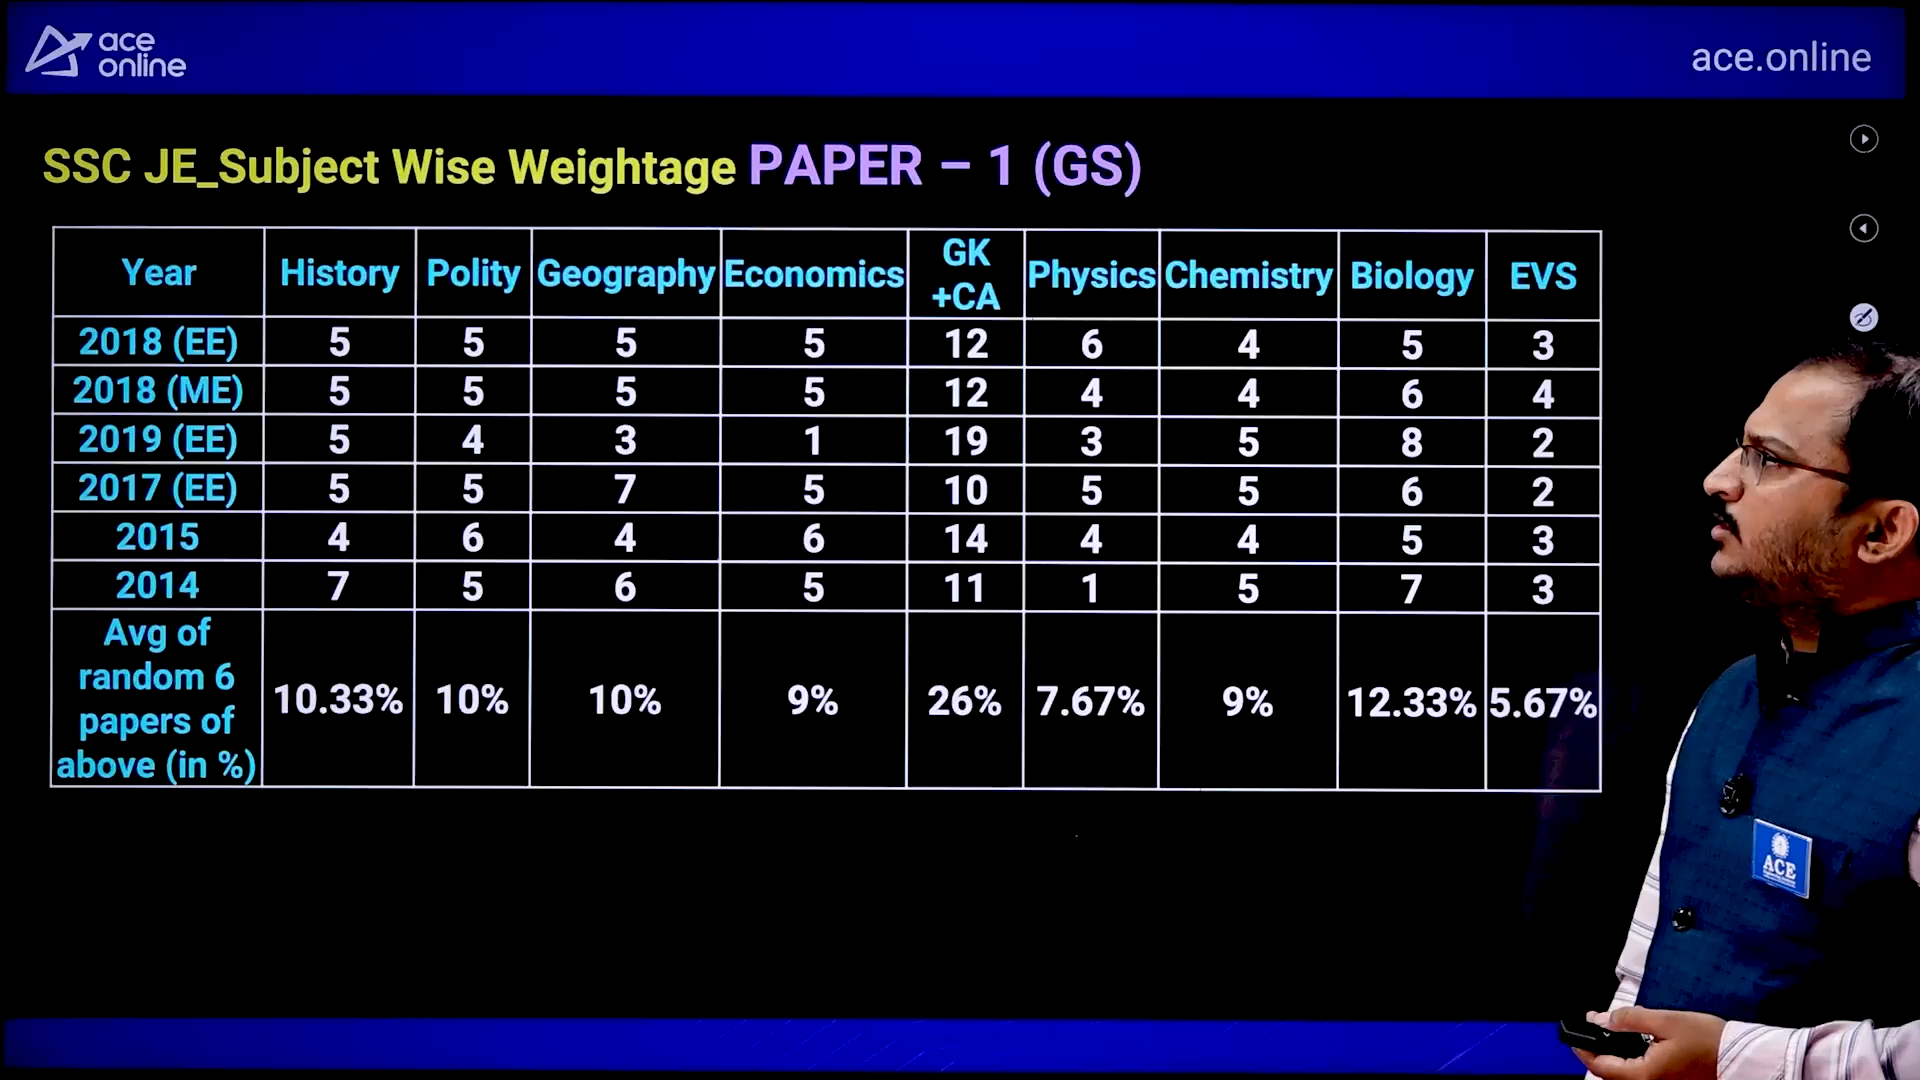 ace
online
ace.online
SSC JE_Subject Wise Weightage PAPER – 1 (GS)
Year History Polity Geography Economics GK +CA Physics Chemistry Biology EVS
2018 (EE) 5 5 5 5 12 6 4 5 3
2018 (ME) 5 5 5 5 12 4 4 6 4
2019 (EE) 5 4 3 1 19 3 5 8 2
2017 (EE) 5 5 7 5 10 5 5 6 2
2015 4 6 4 6 14 4 4 5 3
2014 7 5 6 5 11 1 5 7 3
Avg of
random 6
papers of
above (in %)
10.33% 10% 10% 9% 26% 7.67% 9% 12.33% 5.67%
ACE